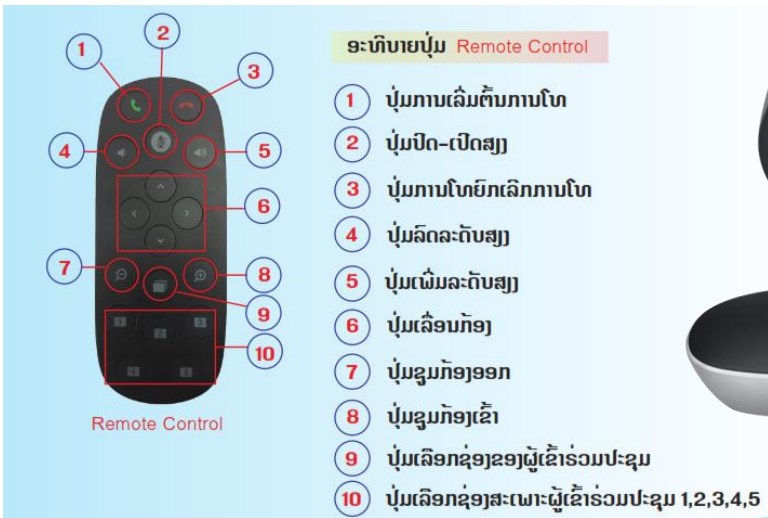 ອະທິບາຍປຸ່ມ Remote Control
1 ປຸ່ມການເລີ່ມຕົ້ນການໂທ
2 ປຸ່ມປິດ-ເປີດສຽງ
3 ປຸ່ມການໂທຍົກເລີກການໂທ
4 ປຸ່ມລົດລະດັບສຽງ
5 ປຸ່ມເພີ່ມລະດັບສຽງ
6 ປຸ່ມເລື່ອນກ້ອງ
7 ປຸ່ມຊູມກ້ອງອອກ
8 ປຸ່ມຊູມກ້ອງເຂົ້າ
9 ປຸ່ມເລືອກຊ່ອງຂອງຜູ້ເຂົ້າຮ່ວມປະຊຸມ
10 ປຸ່ມເລືອກຊ່ອງສະເພາະຜູ້ເຂົ້າຮ່ວມປະຊຸມ 1,2,3,4,5
1
2
3
4
5
6
7
8
9
10
1 2 3
4 5
Remote Control